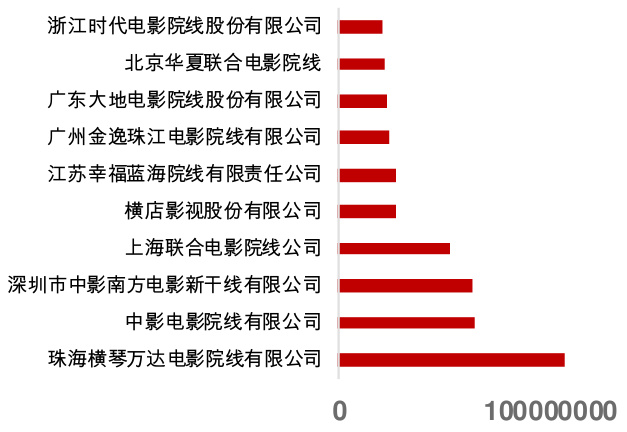 浙江时代电影院线股份有限公司
北京华夏联合电影院线
广东大地电影院线股份有限公司
广州金逸珠江电影院线有限公司
江苏幸福蓝海院线有限责任公司
横店影视股份有限公司
上海联合电影院线公司
深圳市中影南方电影新干线有限公司
中影电影院线有限公司
珠海横琴万达电影院线有限公司
0 100000000